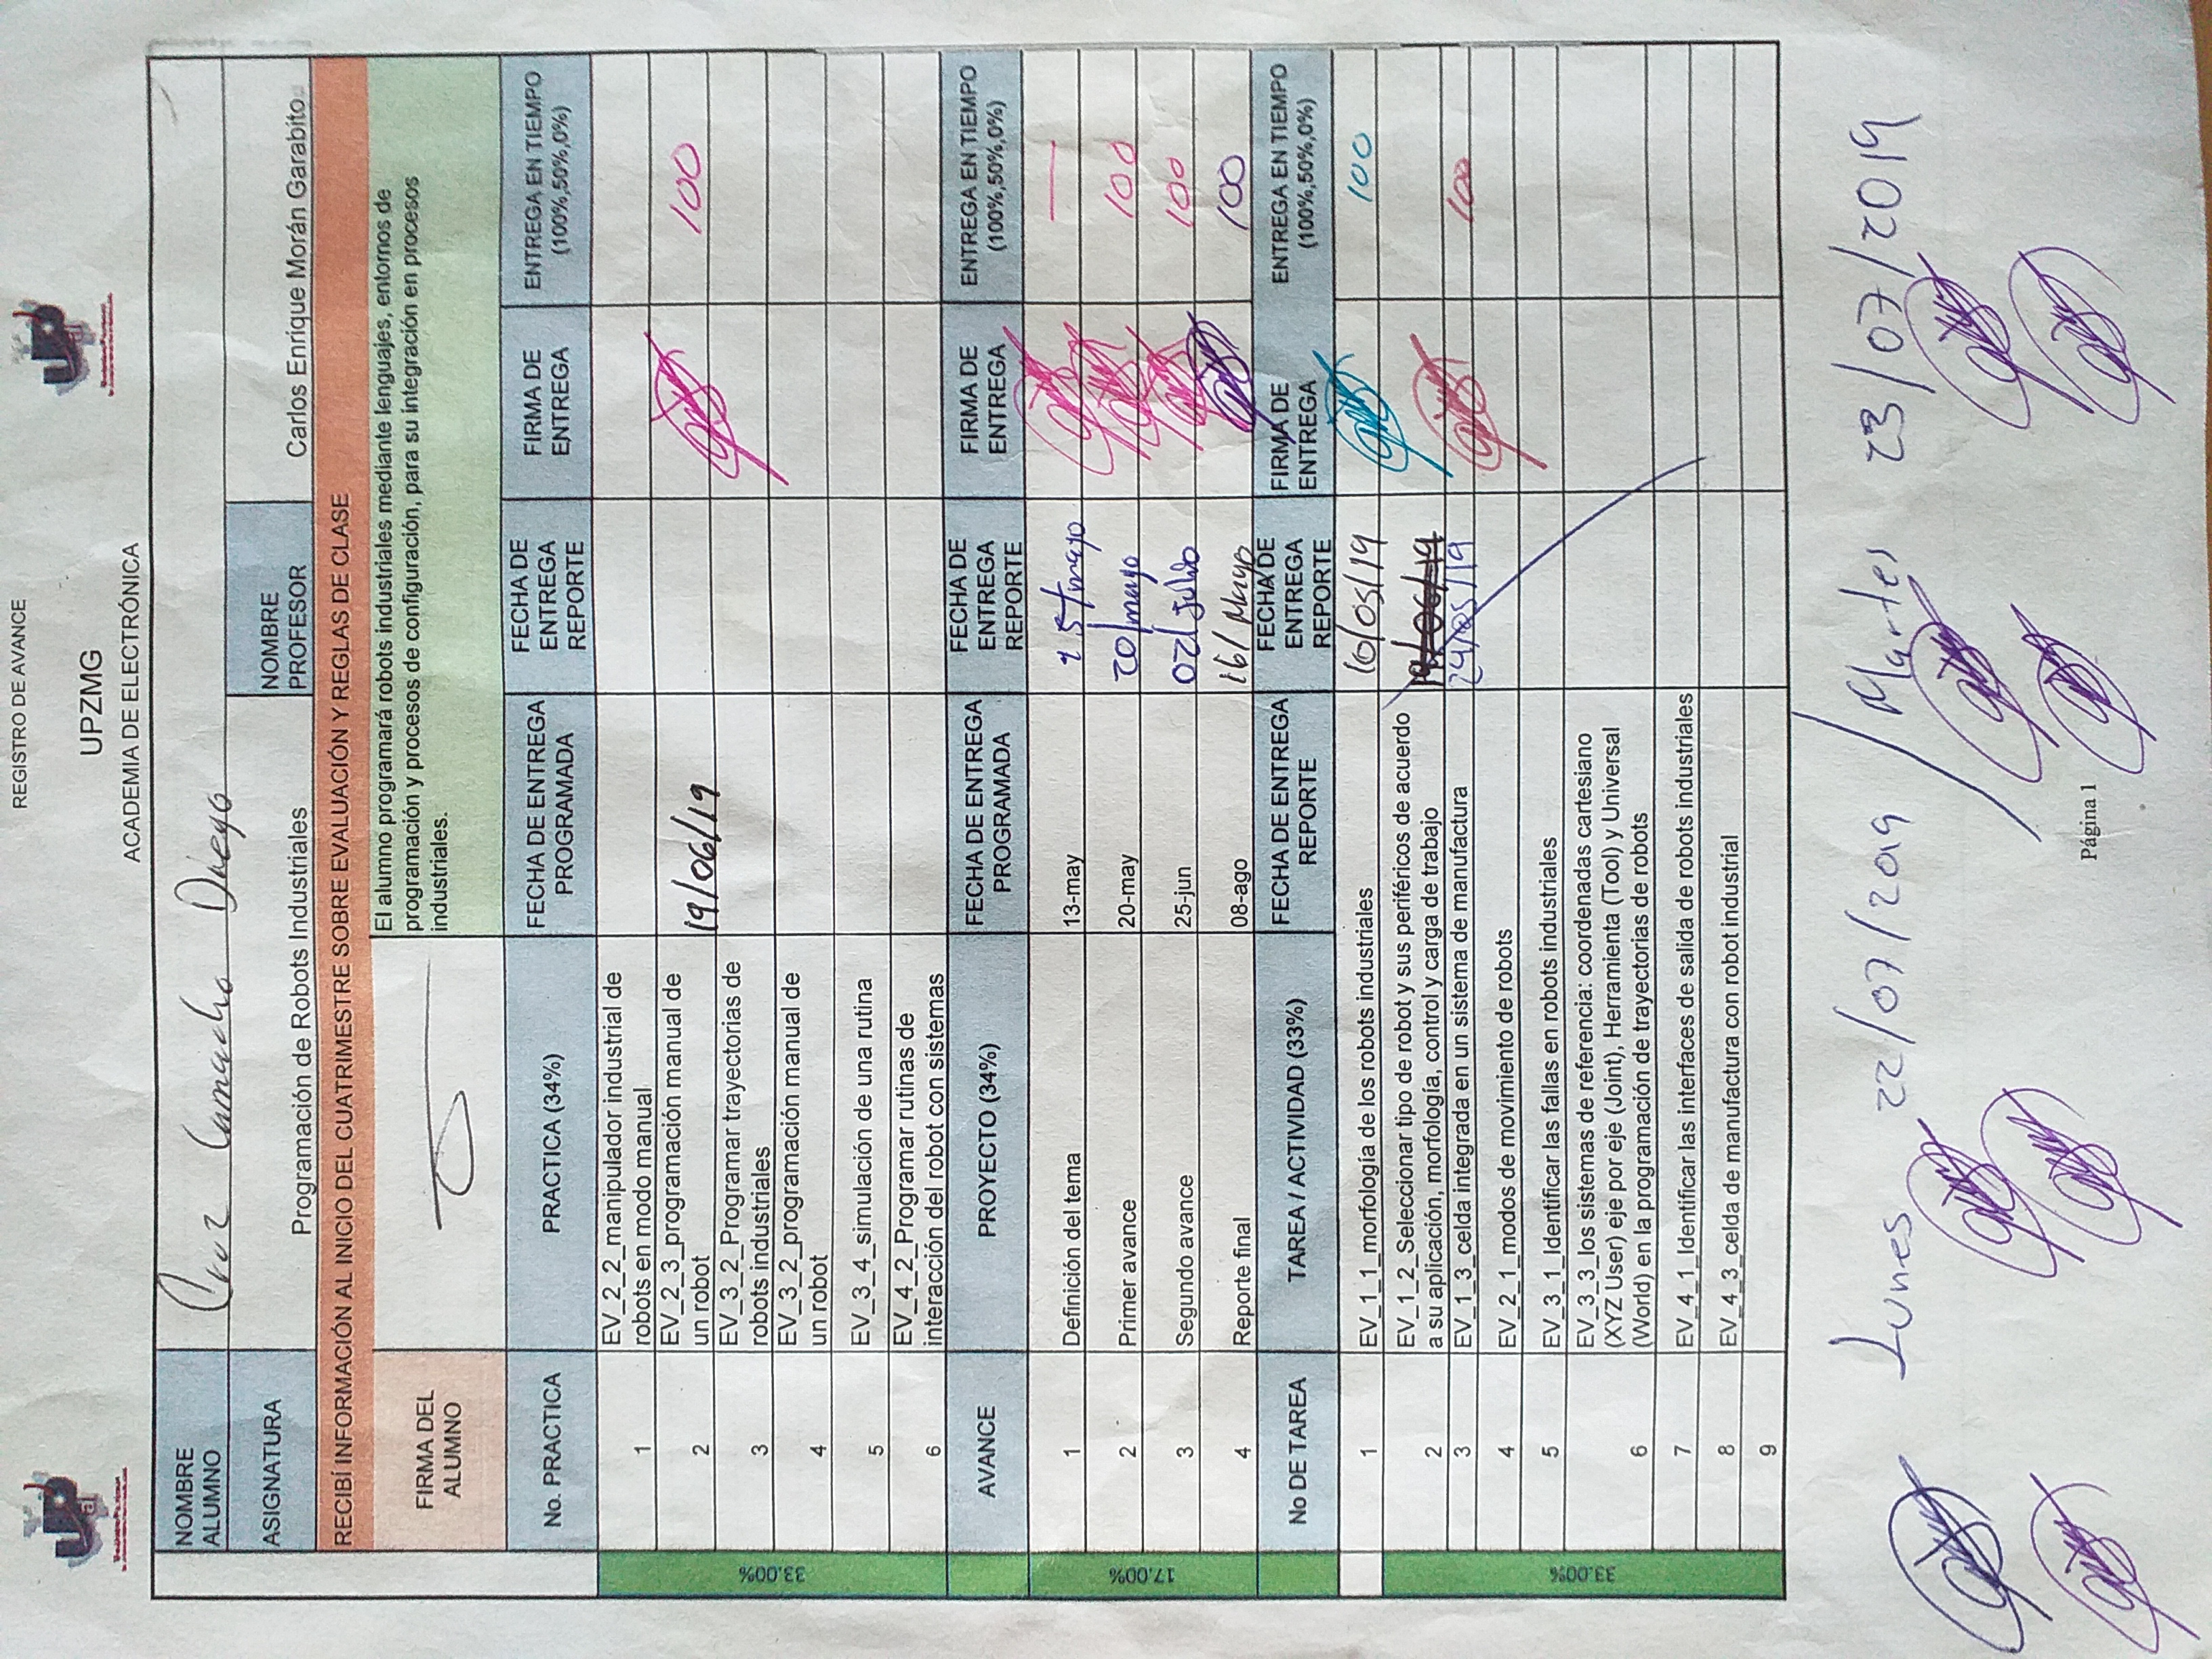 REGISTRO DE AVANCE
UPZMG
ACADEMIA DE ELECTRÓNICA
NOMBRE ALUMNO Cruz Camacho Diego
ASIGNATURA Programación de Robots Industriales NOMBRE PROFESOR Carlos Enrique Morán Garabito
RECIBÍ INFORMACIÓN AL INICIO DEL CUATRIMESTRE SOBRE EVALUACIÓN Y REGLAS DE CLASE
FIRMA DEL ALUMNO
El alumno programará robots industriales mediante lenguajes, entornos de
programación y procesos de configuración, para su integración en procesos
industriales.
No. PRACTICA PRACTICA (34%) FECHA DE ENTREGA PROGRAMADA FECHA DE ENTREGA REPORTE FIRMA DE ENTREGA ENTREGA EN TIEMPO (100%,50%,0%)
33.00%
1 EV_2_2_manipulador industrial de robots en modo manual
2 EV_2_3_programación manual de un robot 19/06/19 100
3 EV_3_2_Programar trayectorias de robots industriales
4 EV_3_2_programación manual de un robot
5 EV_3_4_simulación de una rutina
6 EV_4_2_Programar rutinas de interacción del robot con sistemas
AVANCE PROYECTO (34%) FECHA DE ENTREGA PROGRAMADA FECHA DE ENTREGA REPORTE FIRMA DE ENTREGA ENTREGA EN TIEMPO (100%,50%,0%)
17.00%
1 Definición del tema 13-may 15/mayo —
2 Primer avance 20-may 20/mayo 100
3 Segundo avance 25-jun 02/Julio 100
4 Reporte final 08-ago 16/Mayo 100
No DE TAREA TAREA / ACTIVIDAD (33%) FECHA DE ENTREGA REPORTE FECHA DE ENTREGA REPORTE FIRMA DE ENTREGA ENTREGA EN TIEMPO (100%,50%,0%)
33.00%
1 EV_1_1_morfología de los robots industriales 10/05/19 100
2 EV_1_2_Seleccionar tipo de robot y sus periféricos de acuerdo a su aplicación, morfología, control y carga de trabajo 19/06/19
3 EV_1_3_celda integrada en un sistema de manufactura 24/05/19 100
4 EV_2_1_modos de movimiento de robots
5 EV_3_1_Identificar las fallas en robots industriales
6 EV_3_3_los sistemas de referencia: coordenadas cartesiano (XYZ User) eje por eje (Joint), Herramienta (Tool) y Universal (World) en la programación de trayectorias de robots
7 EV_4_1_Identificar las interfaces de salida de robots industriales
8 EV_4_3_celda de manufactura con robot industrial
9
Lunes 22/07/2019 / Martes 23/07/2019
Página 1